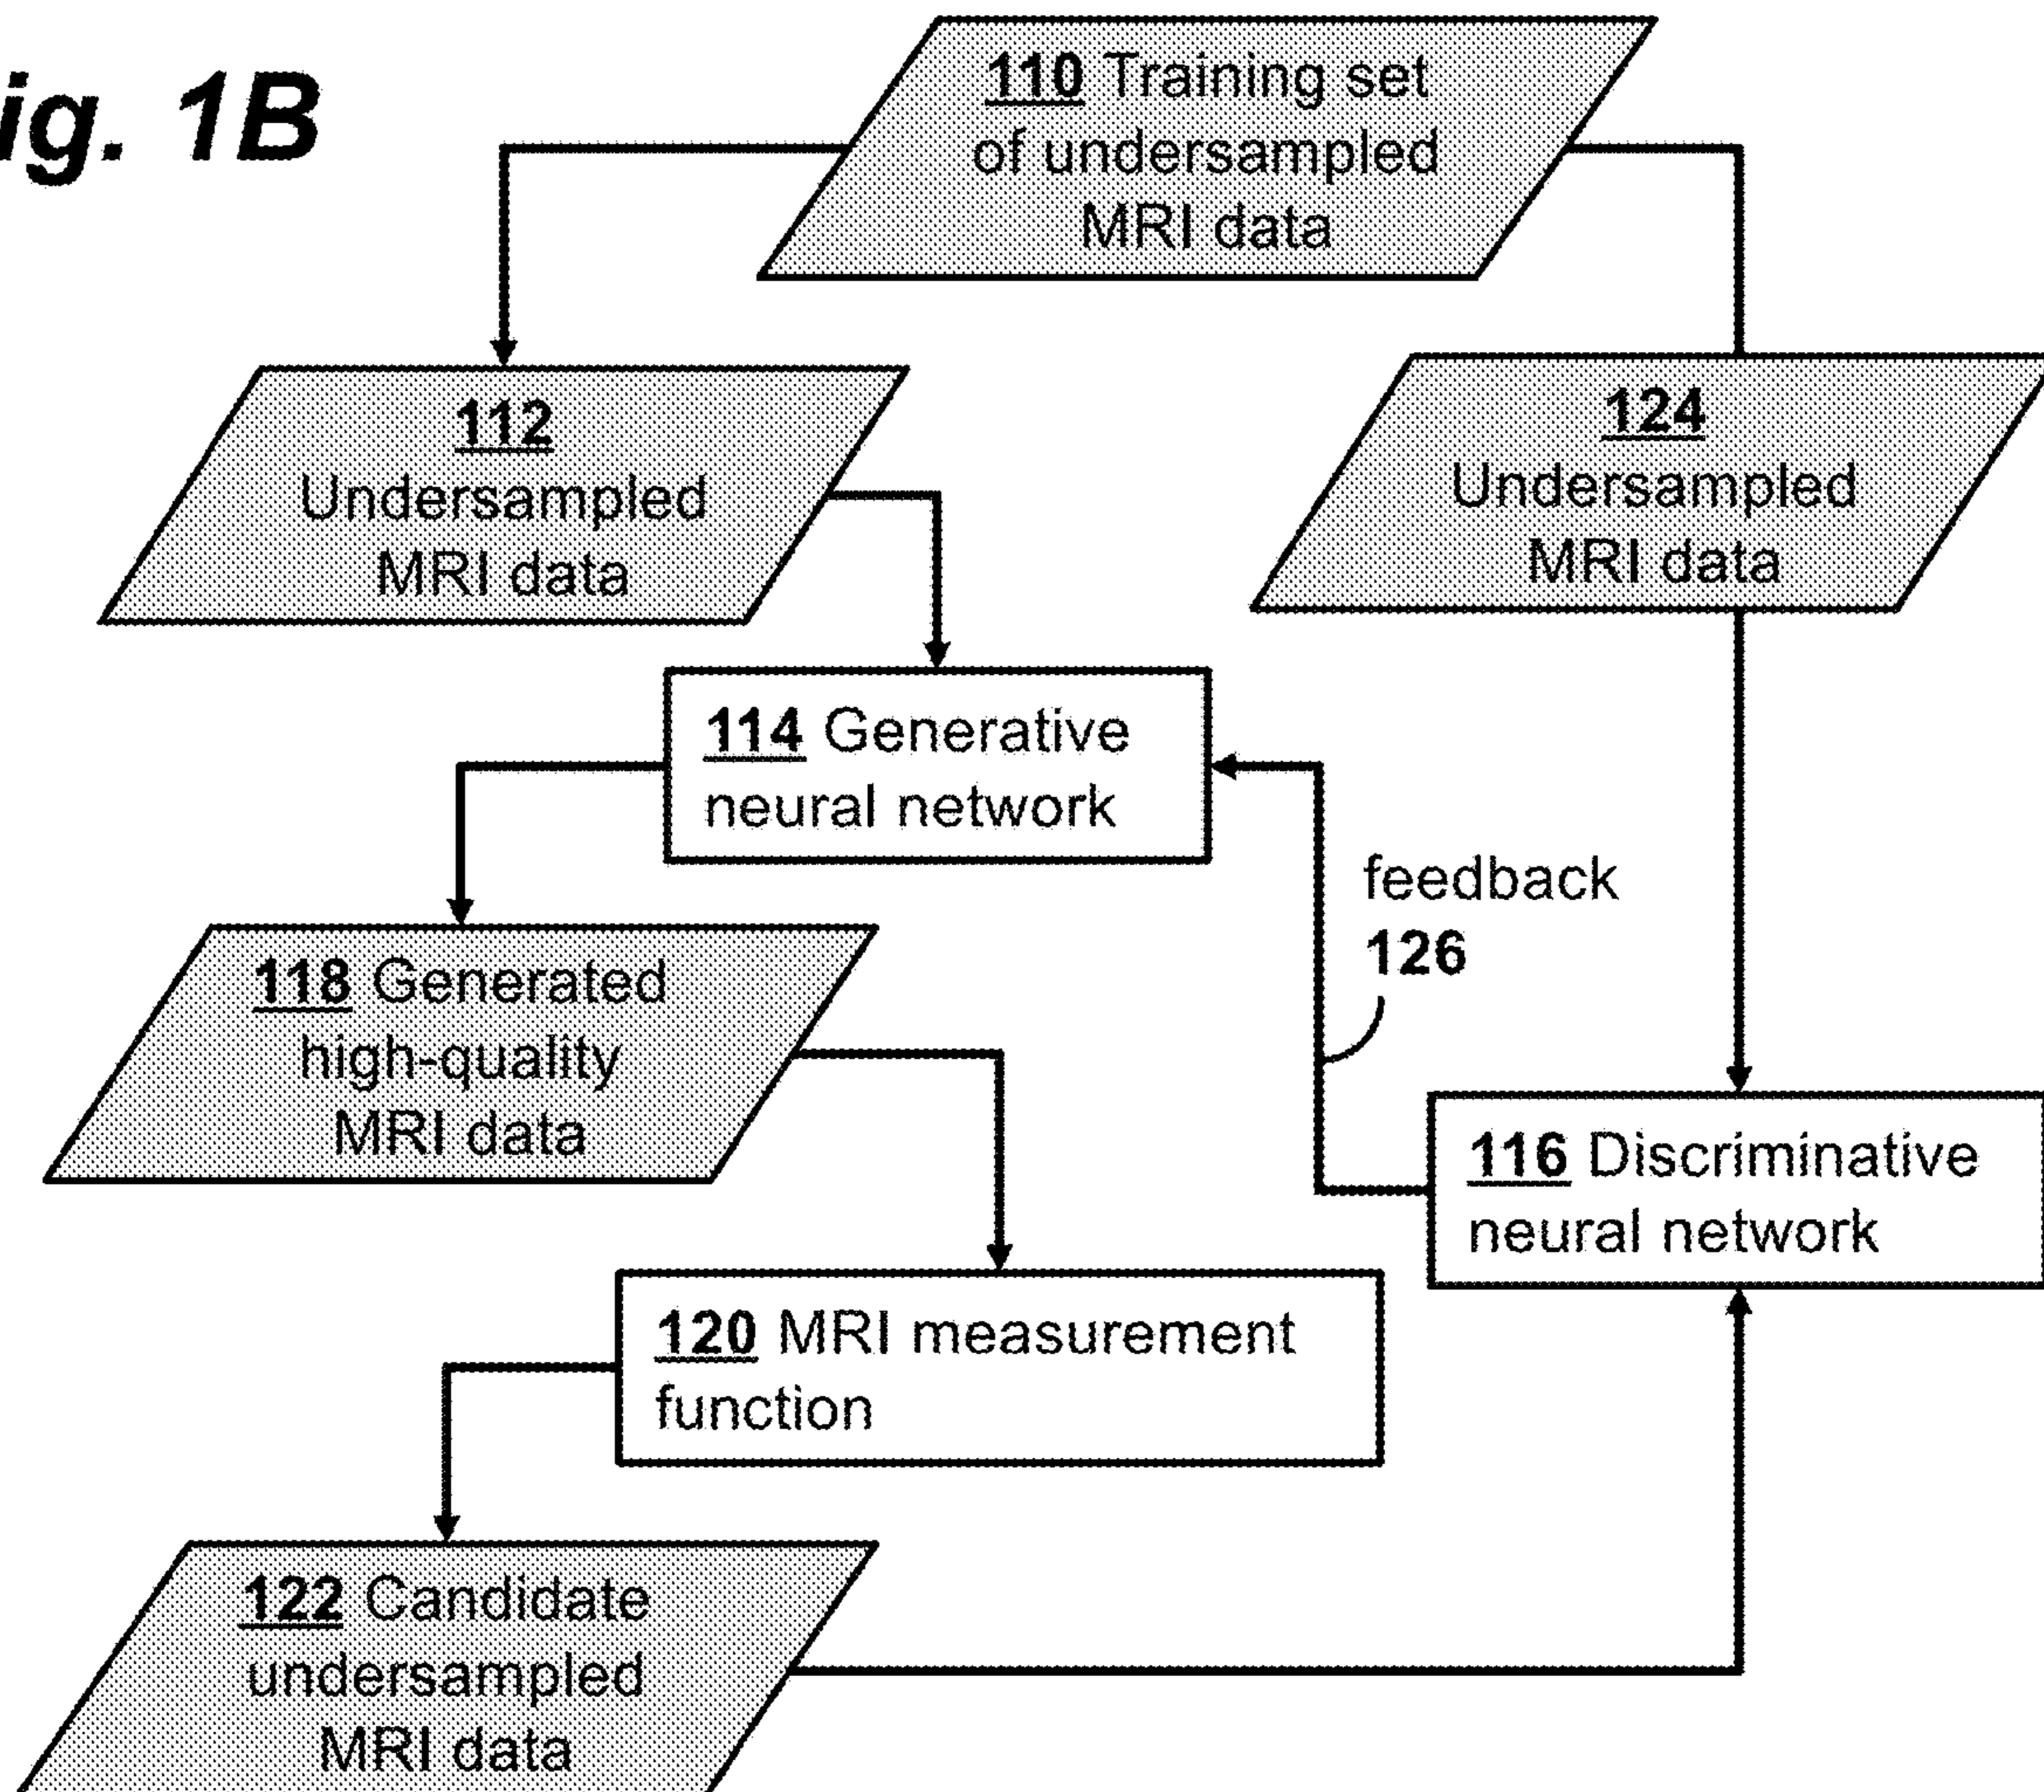 ig. 1B
110 Training set
of undersampled
MRI data
112
Undersampled
MRI data
124
Undersampled
MRI data
114 Generative
neural network
feedback
126
118 Generated
high-quality
MRI data
116 Discriminative
neural network
120 MRI measurement
function
122 Candidate
undersampled
MRI data